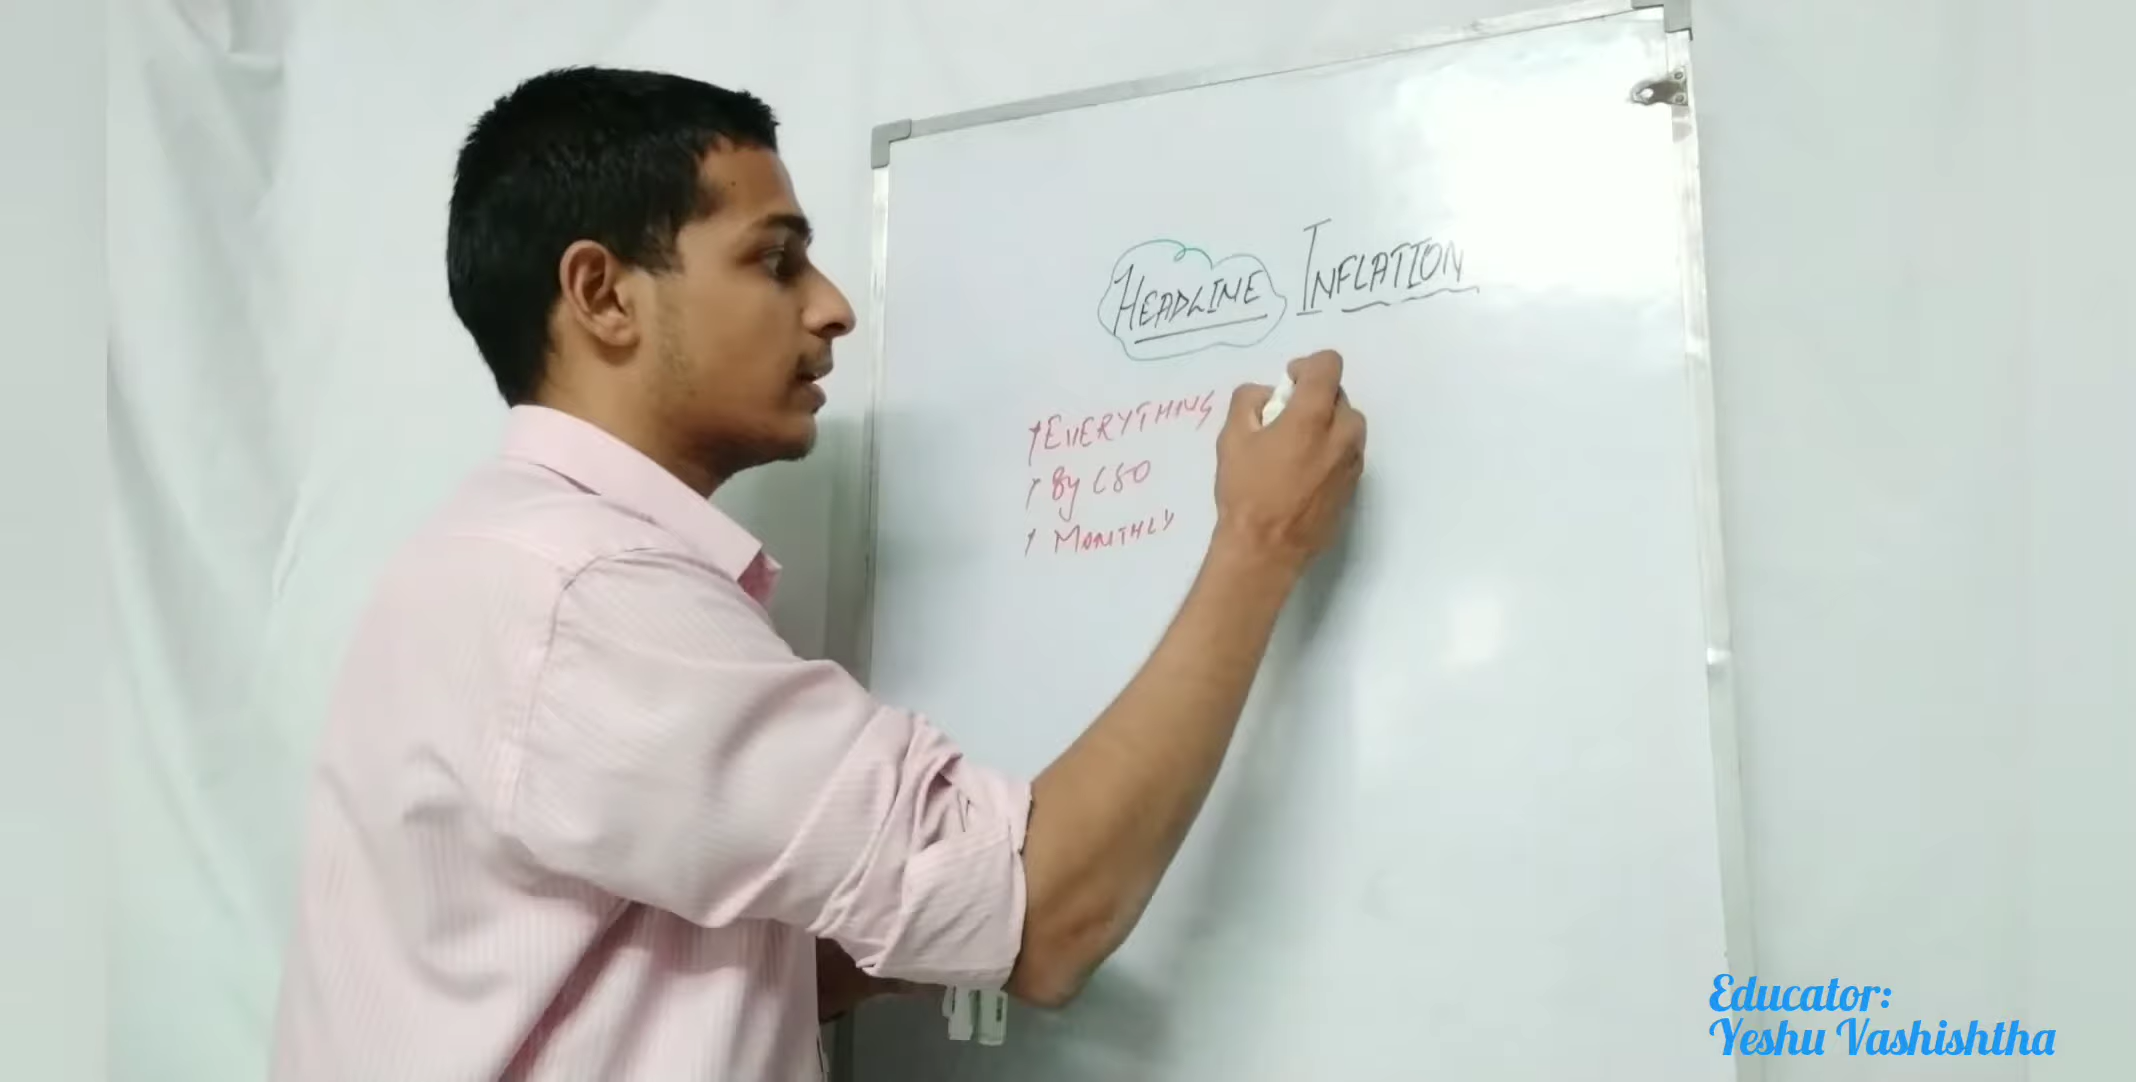 HEADLINE INFLATION
EVERYTHING
By CSO
MONTHLY
Educator:
Yeshu Vashishtha